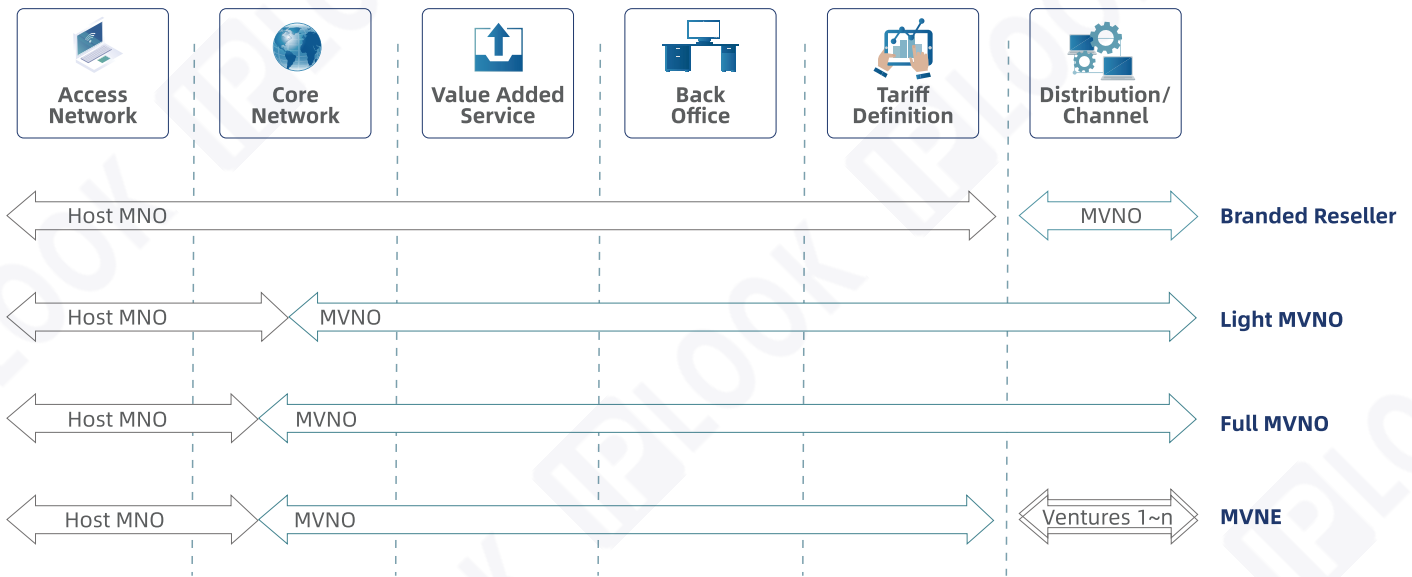 Access
Network
Core
Network
Value Added
Service
Back
Office
Tariff
Definition
Distribution/
Channel
Host MNO
MVNO
Branded Reseller
Host MNO
MVNO
Light MVNO
Host MNO
MVNO
Full MVNO
Host MNO
MVNO
Ventures 1~n
MVNE
IPLOOK